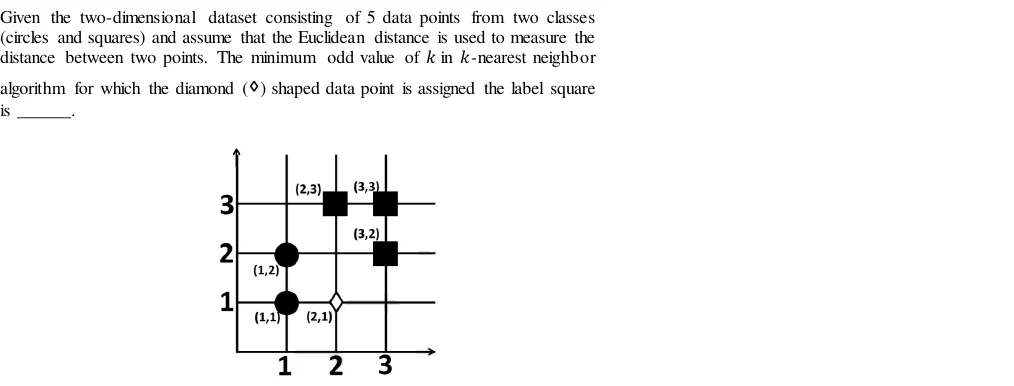 Given the two-dimensional dataset consisting of 5 data points from two classes
(circles and squares) and assume that the Euclidean distance is used to measure the
distance between two points. The minimum odd value of k in k-nearest neighbor
algorithm for which the diamond (◊) shaped data point is assigned the label square
is ______.
(2,3) (3,3)
3
(3,2)
2
(1,2)
1
(1,1) (2,1)
1 2 3